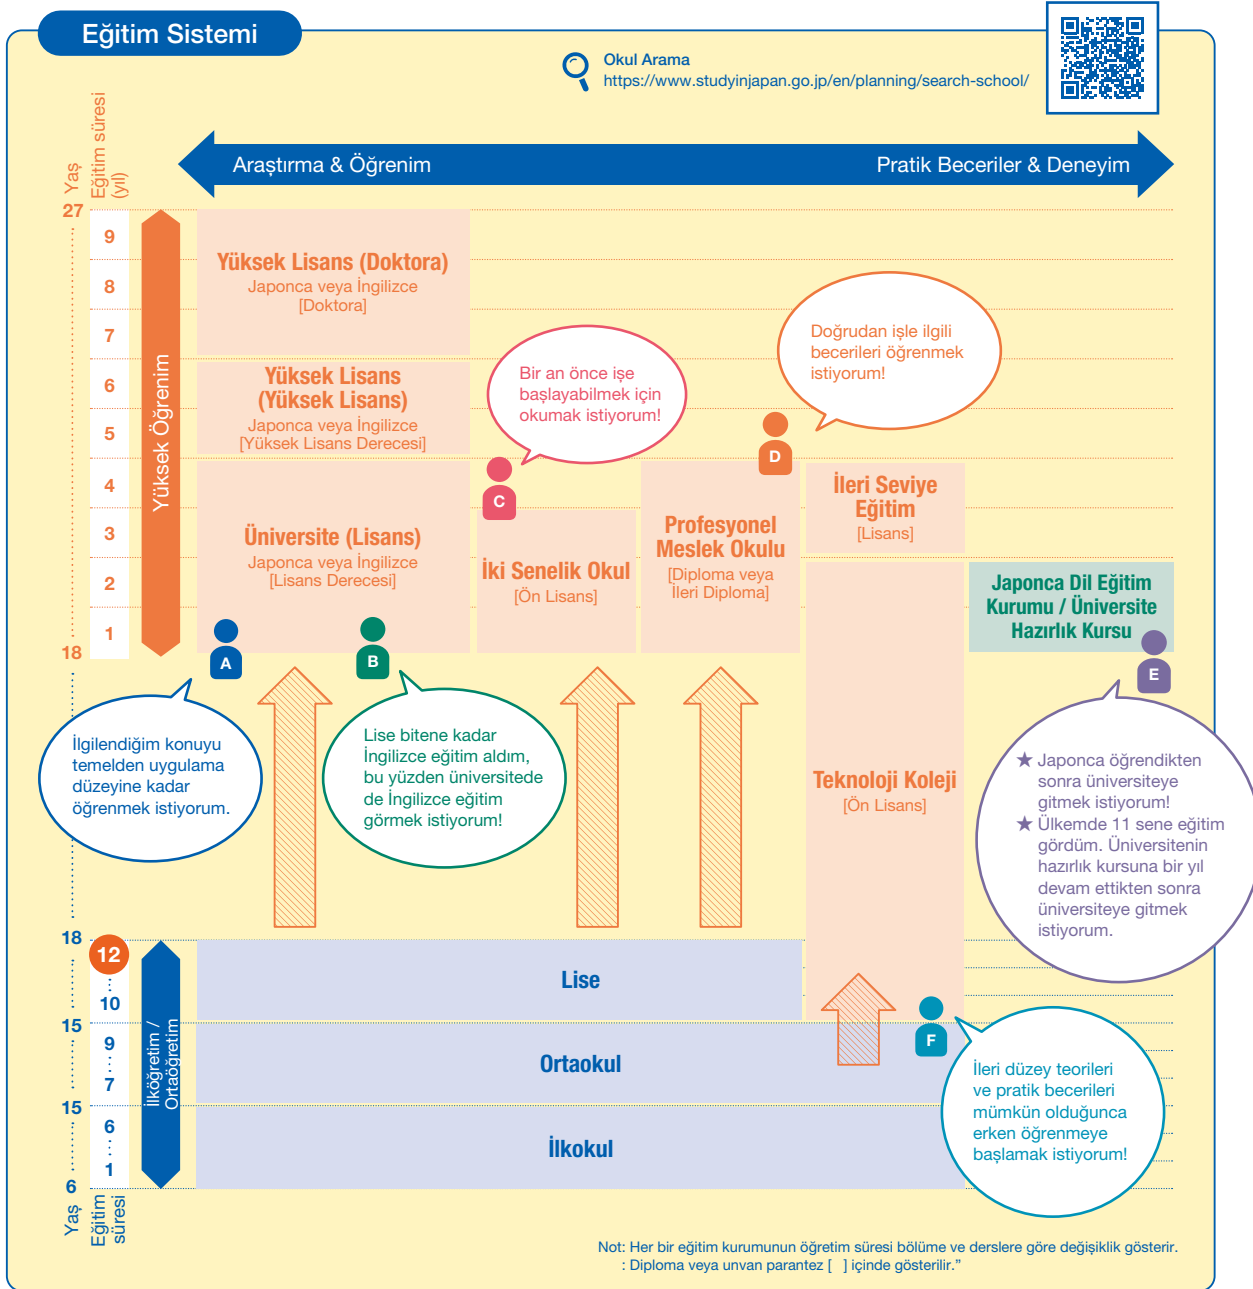 Eğitim Sistemi
Okul Arama
https://www.studyinjapan.go.jp/en/planning/search-school/
Yaş
Eğitim süresi
(yıl)
Araştırma & Öğrenim
Pratik Beceriler & Deneyim
27
9
8
7
6
5
4
3
2
1
18
Yüksek Öğrenim
Yüksek Lisans (Doktora)
Japonca veya İngilizce
[Doktora]
Yüksek Lisans
(Yüksek Lisans)
Japonca veya İngilizce
[Yüksek Lisans Derecesi]
Üniversite (Lisans)
Japonca veya İngilizce
[Lisans Derecesi]
Bir an önce işe
başlayabilmek için
okumak istiyorum!
C
İki Senelik Okul
[Ön Lisans]
Doğrudan işle ilgili
becerileri öğrenmek
istiyorum!
D
Profesyonel
Meslek Okulu
[Diploma veya
İleri Diploma]
İleri Seviye
Eğitim
[Lisans]
Japonca Dil Eğitim
Kurumu / Üniversite
Hazırlık Kursu
A
B
E
İlgilendiğim konuyu
temelden uygulama
düzeyine kadar
öğrenmek istiyorum.
Lise bitene kadar
İngilizce eğitim aldım,
bu yüzden üniversitede
de İngilizce eğitim
görmek istiyorum!
Teknoloji Koleji
[Ön Lisans]
★ Japonca öğrendikten
sonra üniversiteye
gitmek istiyorum!
★ Ülkemde 11 sene eğitim
gördüm. Üniversitenin
hazırlık kursuna bir yıl
devam ettikten sonra
üniversiteye gitmek
istiyorum.
18
12
10
15
9
7
15
6
1
6
İlköğretim /
Ortaöğretim
Lise
Ortaokul
İlkokul
F
İleri düzey teorileri
ve pratik becerileri
mümkün olduğunca
erken öğrenmeye
başlamak istiyorum!
Yaş
Eğitim
süresi
Not: Her bir eğitim kurumunun öğretim süresi bölüme ve derslere göre değişiklik gösterir.
: Diploma veya unvan parantez [ ] içinde gösterilir.”